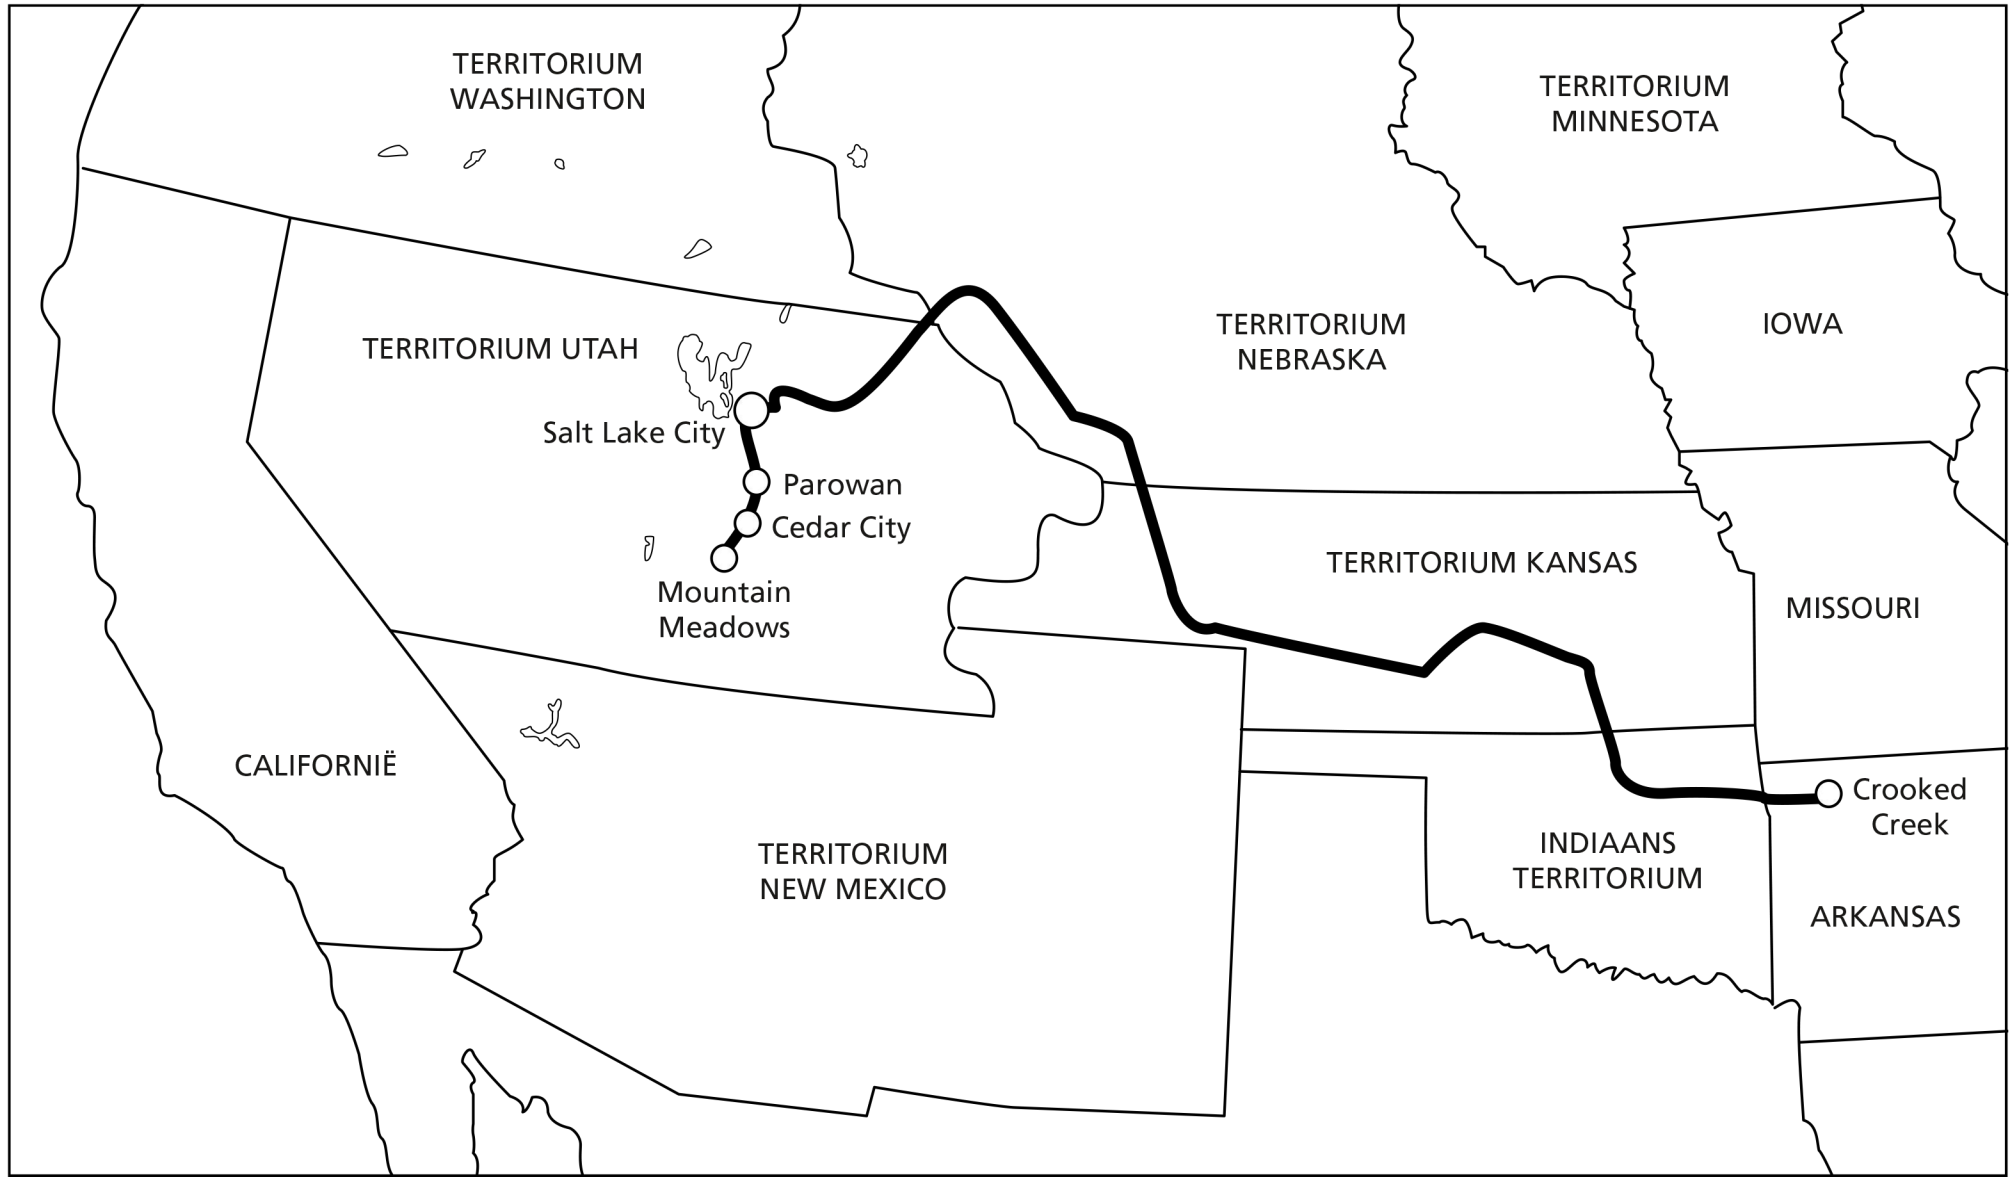 TERRITORIUM
WASHINGTON
TERRITORIUM
MINNESOTA
TERRITORIUM
NEBRASKA
IOWA
TERRITORIUM UTAH
Salt Lake City
Parowan
Cedar City
Mountain
Meadows
TERRITORIUM KANSAS
MISSOURI
CALIFORNIË
Crooked
Creek
TERRITORIUM
NEW MEXICO
INDIAANS
TERRITORIUM
ARKANSAS